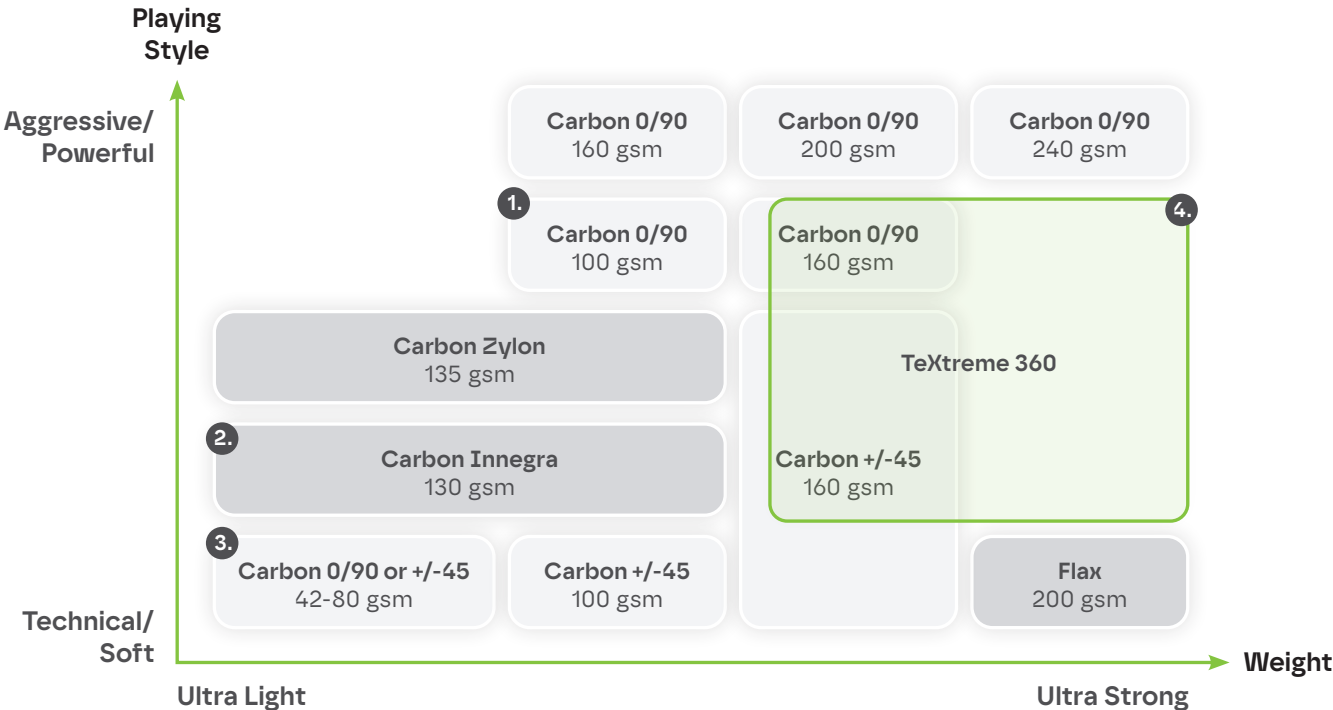 Playing
Style
Aggressive/
Powerful
Carbon 0/90
160 gsm
Carbon 0/90
200 gsm
Carbon 0/90
240 gsm
1.
Carbon 0/90
100 gsm
Carbon 0/90
160 gsm
4.
Carbon Zylon
135 gsm
TeXtreme 360
2.
Carbon Innegra
130 gsm
Carbon +/-45
160 gsm
3.
Carbon 0/90 or +/-45
42-80 gsm
Carbon +/-45
100 gsm
Flax
200 gsm
Technical/
Soft
Weight
Ultra Light
Ultra Strong